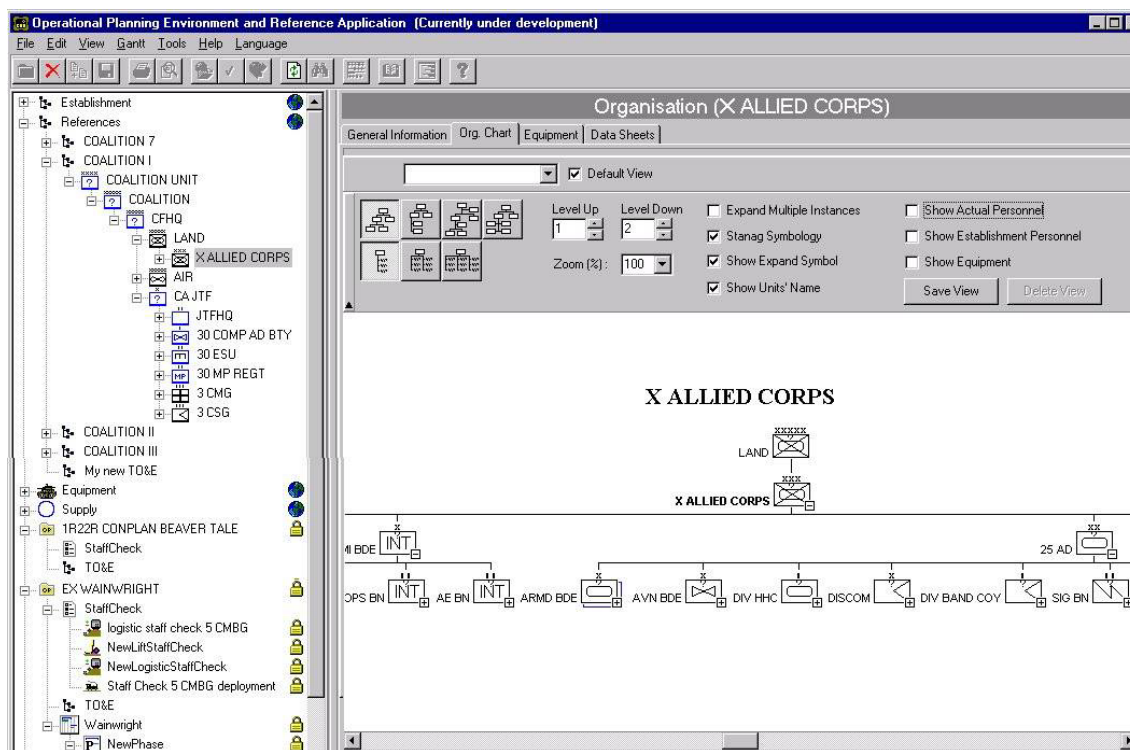 Operational Planning Environment and Reference Application (Currently under development)
File Edit View Gantt Tools Help Language
Establishment
References
COALITION 7
COALITION I
COALITION UNIT
COALITION
CFHQ
LAND
X ALLIED CORPS
AIR
CA JTF
JTFHQ
30 COMP AD BTY
30 ESU
MP 30 MP REGT
3 CMG
3 CSG
COALITION II
COALITION III
My new TO&E
Equipment
Supply
OP 1R22R CONPLAN BEAVER TALE
StaffCheck
TO&E
OP EX WAINWRIGHT
StaffCheck
logistic staff check 5 CMBG
NewLiftStaffCheck
NewLogisticStaffCheck
Staff Check 5 CMBG deployment
TO&E
Wainwright
P NewPhase
Organisation (X ALLIED CORPS)
General Information Org. Chart Equipment Data Sheets
Default View
Level Up Level Down
1 2
Zoom (%) : 100
Expand Multiple Instances
Stanag Symbology
Show Expand Symbol
Show Units' Name
Show Actual Personnel
Show Establishment Personnel
Show Equipment
Save View Delete View
X ALLIED CORPS
XXXXX
LAND
XXX
X ALLIED CORPS
X XX
MI BDE INT 25 AD
OPS BN INT AE BN INT ARMD BDE AVN BDE DIV HHC DISCOM DIV BAND COY SIG BN